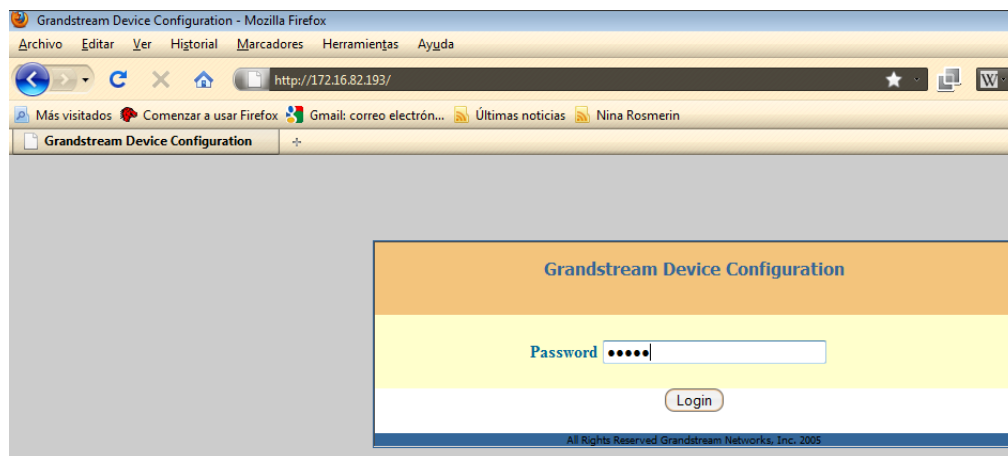 Grandstream Device Configuration - Mozilla Firefox
Archivo Editar Ver Historial Marcadores Herramientas Ayuda
http://172.16.82.193/
W
Más visitados Comenzar a usar Firefox Gmail: correo electrón... Últimas noticias Nina Rosmerin
Grandstream Device Configuration
Grandstream Device Configuration
Password •••••
Login
All Rights Reserved Grandstream Networks, Inc. 2005